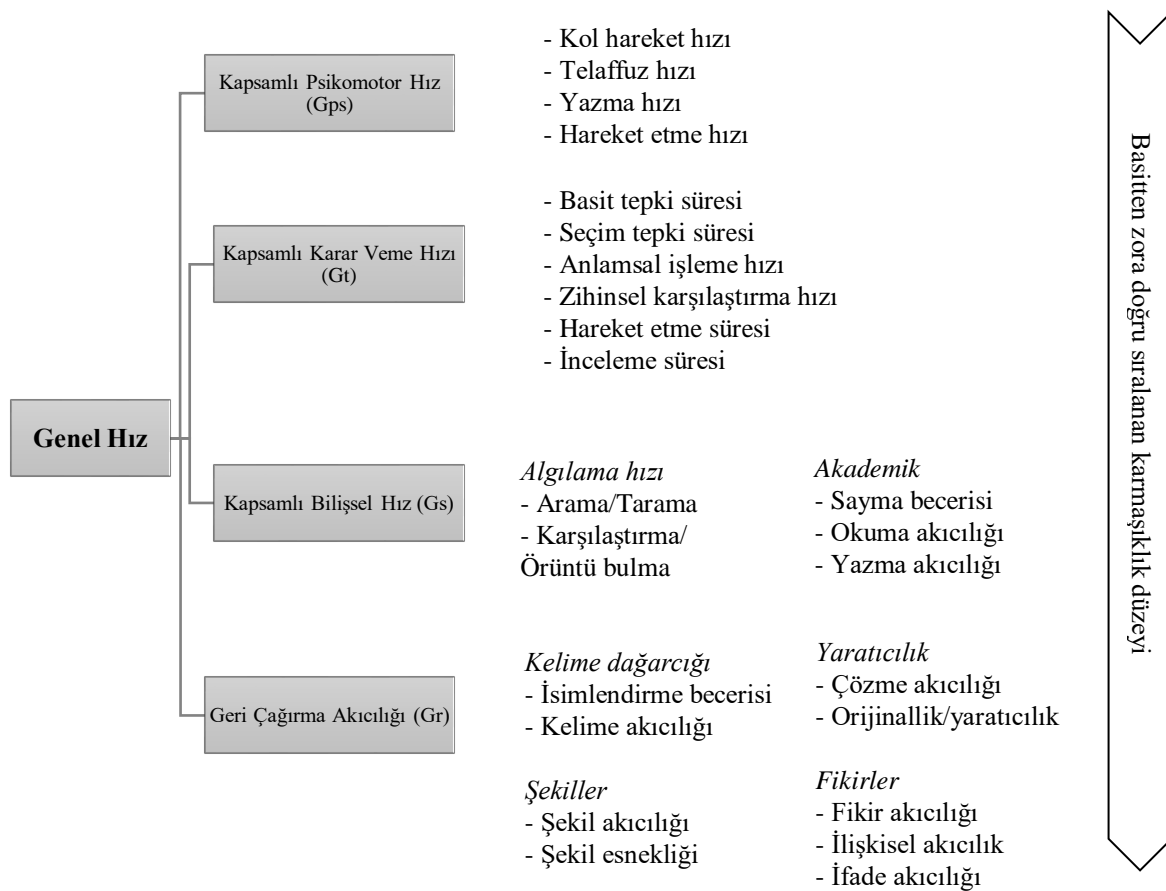 Genel Hız
Kapsamlı Psikomotor Hız
(Gps)
- Kol hareket hızı
- Telaffuz hızı
- Yazma hızı
- Hareket etme hızı
Kapsamlı Karar Veme Hızı
(Gt)
- Basit tepki süresi
- Seçim tepki süresi
- Anlamsal işleme hızı
- Zihinsel karşılaştırma hızı
- Hareket etme süresi
- İnceleme süresi
Kapsamlı Bilişsel Hız (Gs)
Algılama hızı
- Arama/Tarama
- Karşılaştırma/
Örüntü bulma
Akademik
- Sayma becerisi
- Okuma akıcılığı
- Yazma akıcılığı
Geri Çağırma Akıcılığı (Gr)
Kelime dağarcığı
- İsimlendirme becerisi
- Kelime akıcılığı
Yaratıcılık
- Çözme akıcılığı
- Orijinallik/yaratıcılık
Şekiller
- Şekil akıcılığı
- Şekil esnekliği
Fikirler
- Fikir akıcılığı
- İlişkisel akıcılık
- İfade akıcılığı
Basitten zora doğru sıralanan karmaşıklık düzeyi